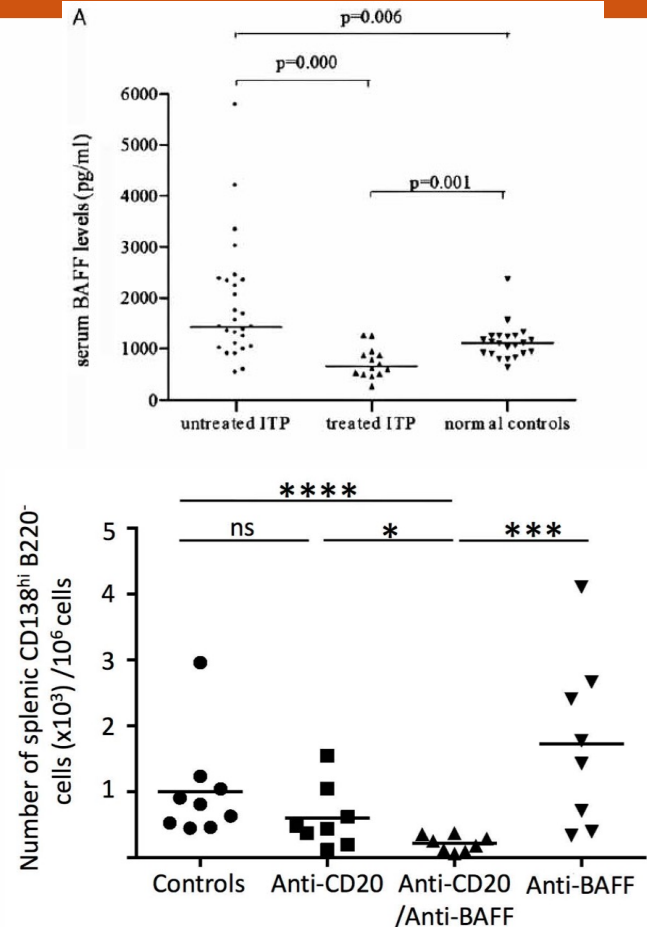 A
p=0.006
p=0.000
p=0.001
serum BAFF levels (pg/ml)
6000
5000
4000
3000
2000
1000
0
untreated ITP treated ITP normal controls
****
ns * ***
Number of splenic CD138hi B220-
cells (x103) /106 cells
5
4
3
2
1
Controls Anti-CD20 Anti-CD20 Anti-BAFF
/Anti-BAFF